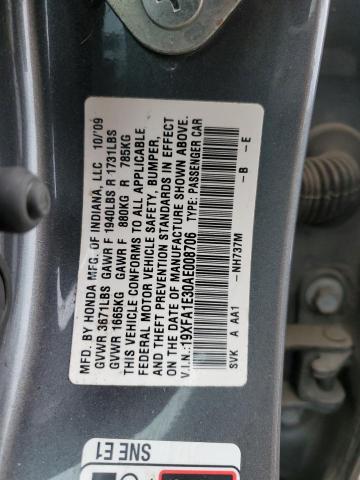 MFD. BY HONDA MFG. OF INDIANA, LLC 10/'09
GVWR 3671LBS GAWR F 1940LBS R 1731LBS
GVWR 1665KG GAWR F 880KG R 785KG
THIS VEHICLE CONFORMS TO ALL APPLICABLE
FEDERAL MOTOR VEHICLE SAFETY, BUMPER,
AND THEFT PREVENTION STANDARDS IN EFFECT
ON THE DATE OF MANUFACTURE SHOWN ABOVE.
V.I.N.:19XFA1E30AE008706 TYPE: PASSENGER CAR
SVK A AA1 -NH737M -B -E
SNE E1